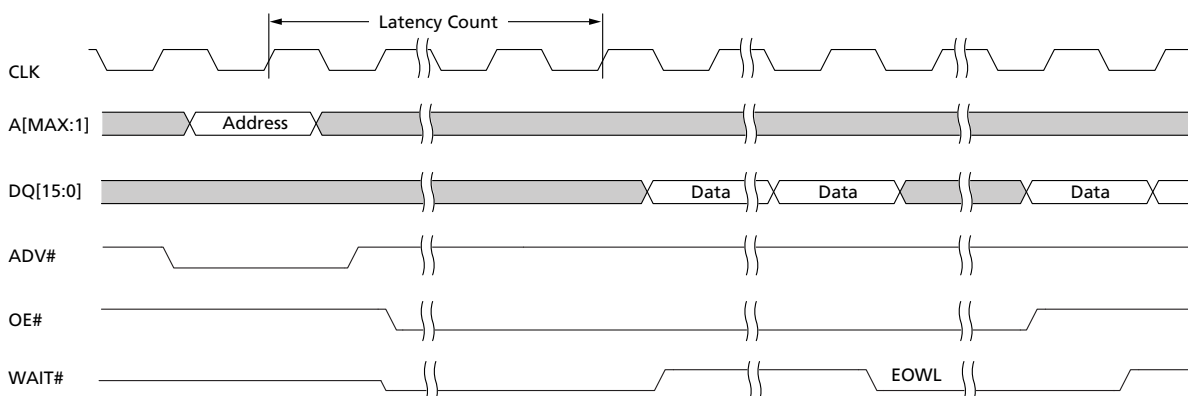 Latency Count
CLK
A[MAX:1]
Address
DQ[15:0]
Data
Data
Data
ADV#
OE#
WAIT#
EOWL